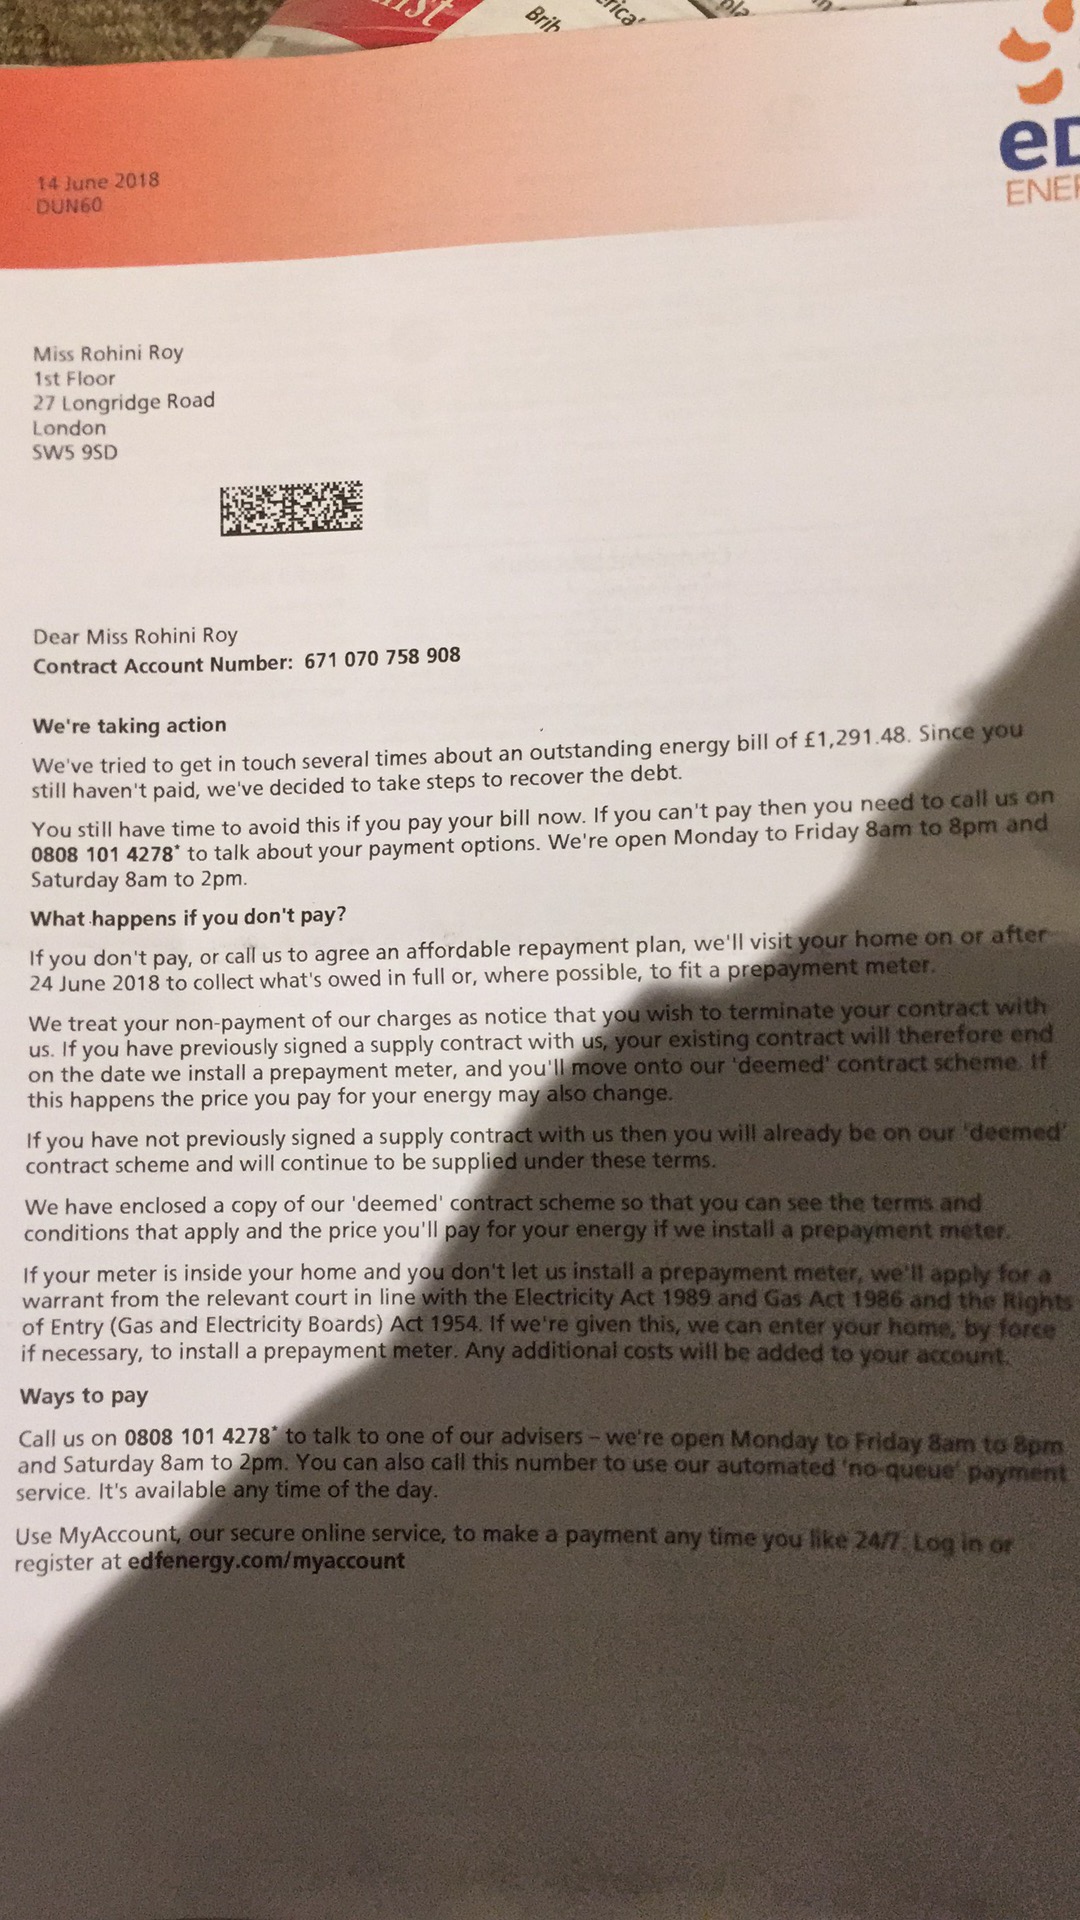 Brib
14 June 2018
DUN60
ENER
Miss Rohini Roy
1st Floor
27 Longridge Road
London
SW5 9SD
Dear Miss Rohini Roy
Contract Account Number: 671 070 758 908
We're taking action
We've tried to get in touch several times about an outstanding energy bill of £1,291.48. Since you
still haven't paid, we've decided to take steps to recover the debt.
You still have time to avoid this if you pay your bill now. If you can't pay then you need to call us on
0808 101 4278* to talk about your payment options. We're open Monday to Friday 8am to 8pm and
Saturday 8am to 2pm.
What happens if you don't pay?
If you don't pay, or call us to agree an affordable repayment plan, we'll visit your home on or after
24 June 2018 to collect what's owed in full or, where possible, to fit a prepayment meter.
We treat your non-payment of our charges as notice that you wish to terminate your contract with
us. If you have previously signed a supply contract with us, your existing contract will therefore end
on the date we install a prepayment meter, and you'll move onto our 'deemed' contract scheme. If
this happens the price you pay for your energy may also change.
If you have not previously signed a supply contract with us then you will already be on our 'deemed'
contract scheme and will continue to be supplied under these terms.
We have enclosed a copy of our 'deemed' contract scheme so that you can see the terms and
conditions that apply and the price you'll pay for your energy if we install a prepayment meter.
If your meter is inside your home and you don't let us install a prepayment meter, we'll apply for a
warrant from the relevant court in line with the Electricity Act 1989 and Gas Act 1986 and the Rights
of Entry (Gas and Electricity Boards) Act 1954. If we're given this, we can enter your home, by force
if necessary, to install a prepayment meter. Any additional costs will be added to your account.
Ways to pay
Call us on 0808 101 4278* to talk to one of our advisers – we're open Monday to Friday 8am to 8pm
and Saturday 8am to 2pm. You can also call this number to use our automated 'no-queue' payment
service. It's available any time of the day.
Use MyAccount, our secure online service, to make a payment any time you like 24/7. Log in or
register at edfenergy.com/myaccount